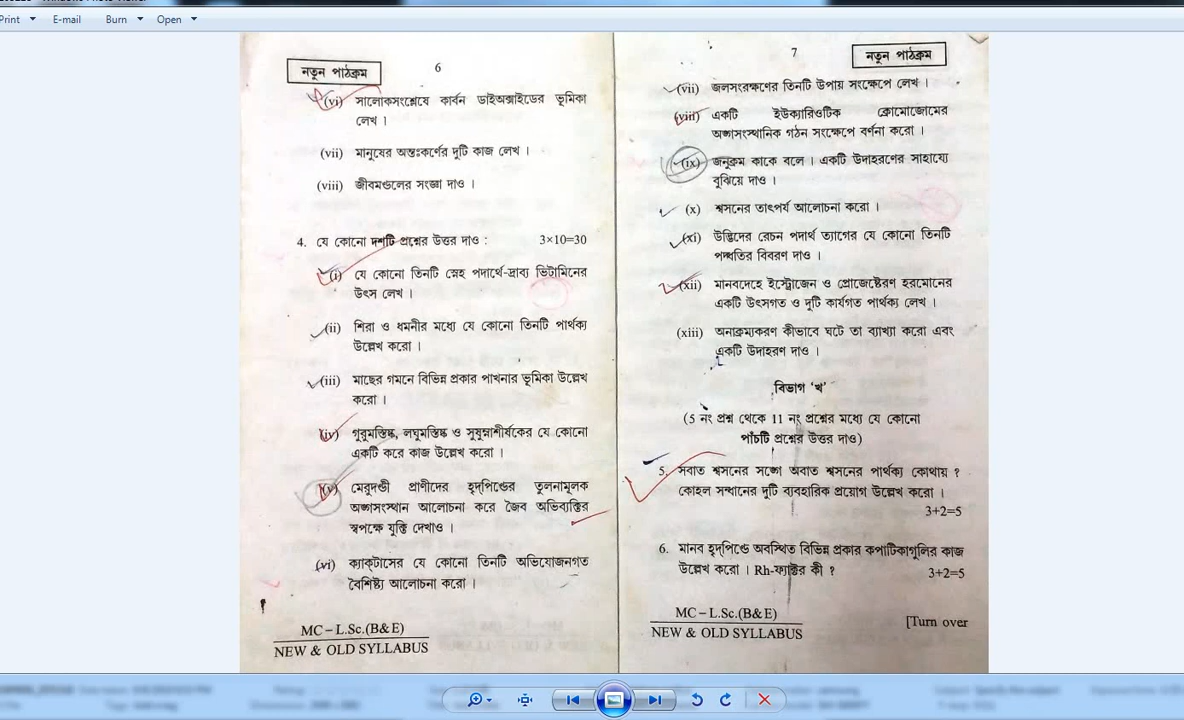 Print
E-mail
Burn
Open
নতুন পাঠক্রম
6
(vi) সালোকসংশ্লেষে কার্বন ডাইঅক্সাইডের ভূমিকা
লেখ ।
(vii) মানুষের অন্তঃকর্ণের দুটি কাজ লেখ ।
(viii) জীবমণ্ডলের সংজ্ঞা দাও ।
4. যে কোনো দশটি প্রশ্নের উত্তর দাও : 3×10=30
(i) যে কোনো তিনটি স্নেহ পদার্থে-দ্রাব্য ভিটামিনের
উৎস লেখ ।
(ii) শিরা ও ধমনীর মধ্যে যে কোনো তিনটি পার্থক্য
উল্লেখ করো ।
(iii) মাছের গমনে বিভিন্ন প্রকার পাখনার ভূমিকা উল্লেখ
করো ।
(iv) গুরুমস্তিষ্ক, লঘুমস্তিষ্ক ও সুষুম্নাশীর্ষকের যে কোনো
একটি করে কাজ উল্লেখ করো ।
(v) মেরুদণ্ডী প্রাণীদের হৃদ্‌পিণ্ডের তুলনামূলক
অঙ্গসংস্থান আলোচনা করে জৈব অভিব্যক্তির
স্বপক্ষে যুক্তি দেখাও ।
(vi) ক্যাক্‌টাসের যে কোনো তিনটি অভিযোজনগত
বৈশিষ্ট্য আলোচনা করো ।
MC – L.Sc.(B&E)
NEW & OLD SYLLABUS
7
নতুন পাঠক্রম
(vii) জলসংরক্ষণের তিনটি উপায় সংক্ষেপে লেখ ।
(viii) একটি ইউক্যারিওটিক ক্রোমোজোমের
অঙ্গসংস্থানিক গঠন সংক্ষেপে বর্ণনা করো ।
(ix) জনুক্রম কাকে বলে । একটি উদাহরণের সাহায্যে
বুঝিয়ে দাও ।
(x) শ্বসনের তাৎপর্য আলোচনা করো ।
(xi) উদ্ভিদের রেচন পদার্থ ত্যাগের যে কোনো তিনটি
পদ্ধতির বিবরণ দাও ।
(xii) মানবদেহে ইস্ট্রোজেন ও প্রোজেষ্টেরণ হরমোনের
একটি উৎসগত ও দুটি কার্যগত পার্থক্য লেখ ।
(xiii) অনাক্রম্যকরণ কীভাবে ঘটে তা ব্যাখ্যা করো এবং
একটি উদাহরণ দাও ।
বিভাগ ‘খ’
(5 নং প্রশ্ন থেকে 11 নং প্রশ্নের মধ্যে যে কোনো
পাঁচটি প্রশ্নের উত্তর দাও)
5. সবাত শ্বসনের সঙ্গে অবাত শ্বসনের পার্থক্য কোথায় ?
কোহল সন্ধানের দুটি ব্যবহারিক প্রয়োগ উল্লেখ করো ।
3+2=5
6. মানব হৃদ্‌পিণ্ডে অবস্থিত বিভিন্ন প্রকার কপাটিকাগুলির কাজ
উল্লেখ করো । Rh-ফ্যাক্টর কী ? 3+2=5
MC – L.Sc.(B&E)
NEW & OLD SYLLABUS
[Turn over